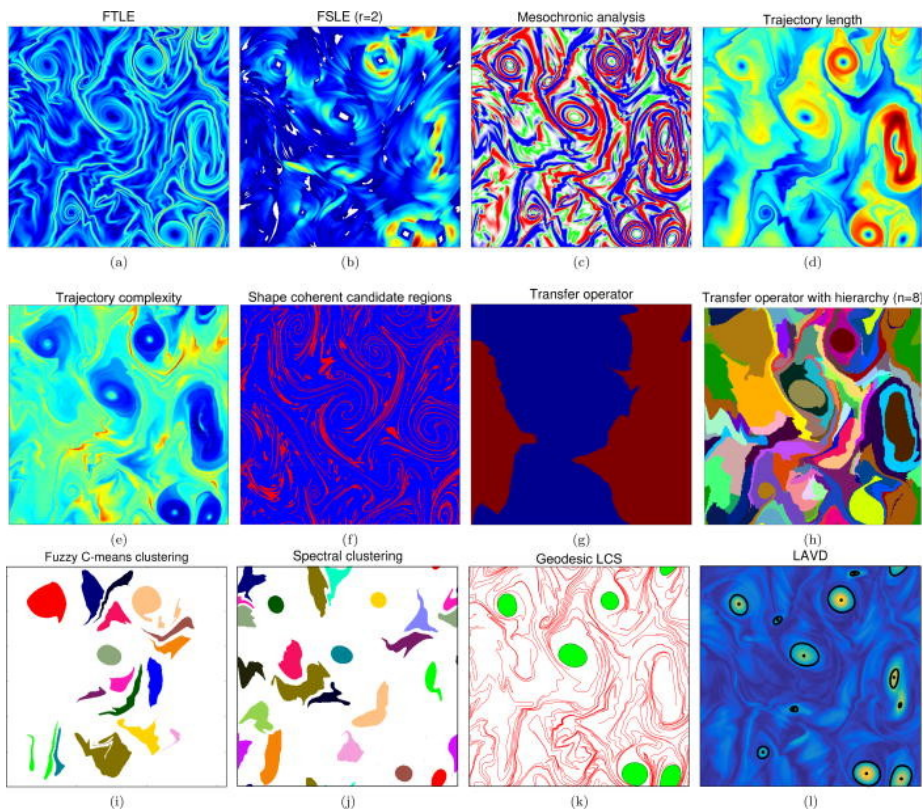 FTLE
FSLE (r=2)
Mesochronic analysis
Trajectory length
(a)
(b)
(c)
(d)
Trajectory complexity
Shape coherent candidate regions
Transfer operator
Transfer operator with hierarchy (n=8)
(e)
(f)
(g)
(h)
Fuzzy C-means clustering
Spectral clustering
Geodesic LCS
LAVD
(i)
(j)
(k)
(l)